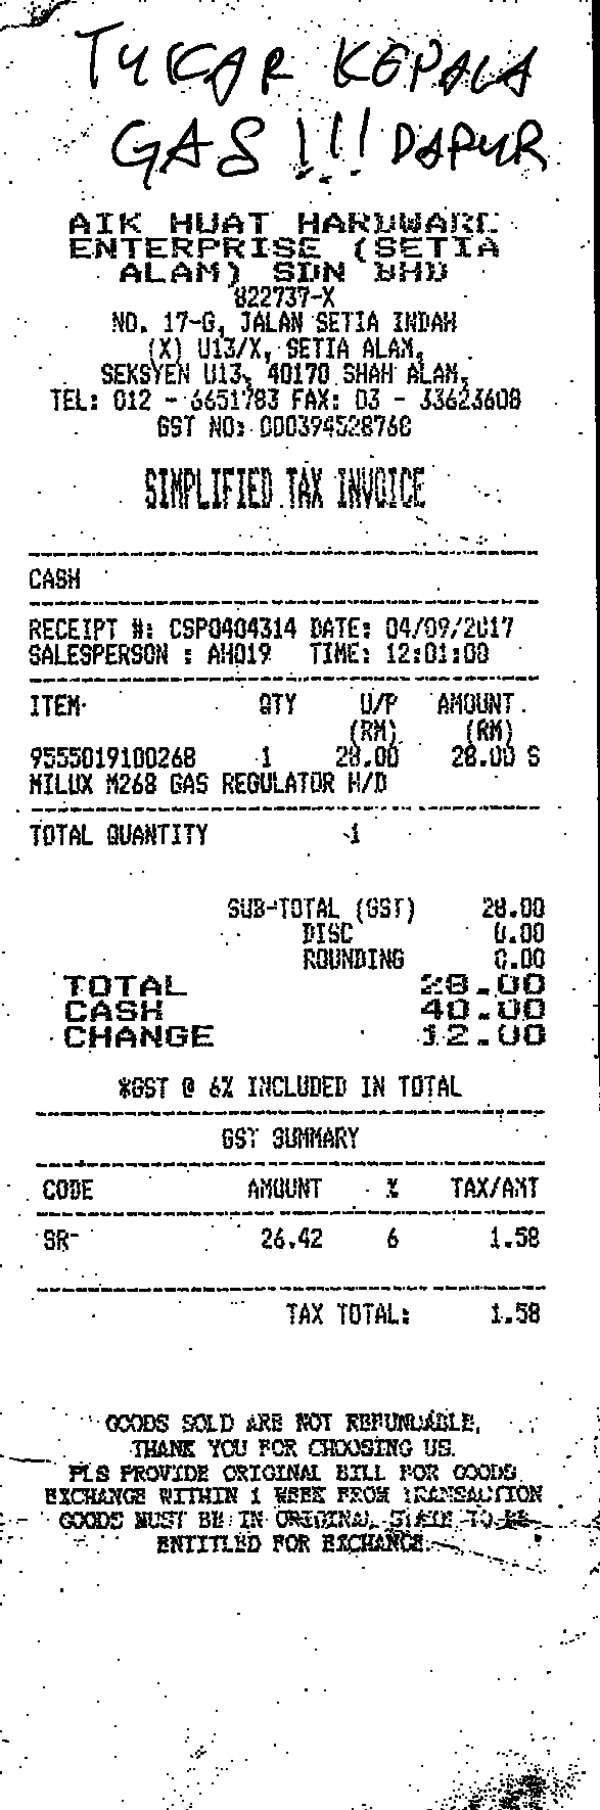 TUKAR KEPALA
GAS !!! DAPUR
AIK HUAT HARDWARE
ENTERPRISE (SETIA
ALAM) SDN BHD
822737-X
NO. 17-G, JALAN SETIA INDAH
(X) U13/X, SETIA ALAM,
SEKSYEN U13, 40170 SHAH ALAM,
TEL: 012 - 6651783 FAX: 03 - 33623608
GST NO: 000394528768
SIMPLIFIED TAX INVOICE
CASH
RECEIPT #: CSP0404314 DATE: 04/09/2017
SALESPERSON : AH019 TIME: 12:01:00
ITEM QTY U/P AMOUNT
(RM) (RM)
9555019100268 1 28.00 28.00 S
MILUX M268 GAS REGULATOR H/D
TOTAL QUANTITY 1
SUB-TOTAL (GST) 28.00
DISC 0.00
ROUNDING 0.00
TOTAL 28.00
CASH 40.00
CHANGE 12.00
*GST @ 6% INCLUDED IN TOTAL
GST SUMMARY
CODE AMOUNT % TAX/AMT
SR 26.42 6 1.58
TAX TOTAL: 1.58
GOODS SOLD ARE NOT REFUNDABLE,
THANK YOU FOR CHOOSING US.
PLS PROVIDE ORIGINAL BILL FOR GOODS
EXCHANGE WITHIN 1 WEEK FROM TRANSACTION
GOODS MUST BE IN ORIGINAL STATE TO BE
ENTITLED FOR EXCHANGE.